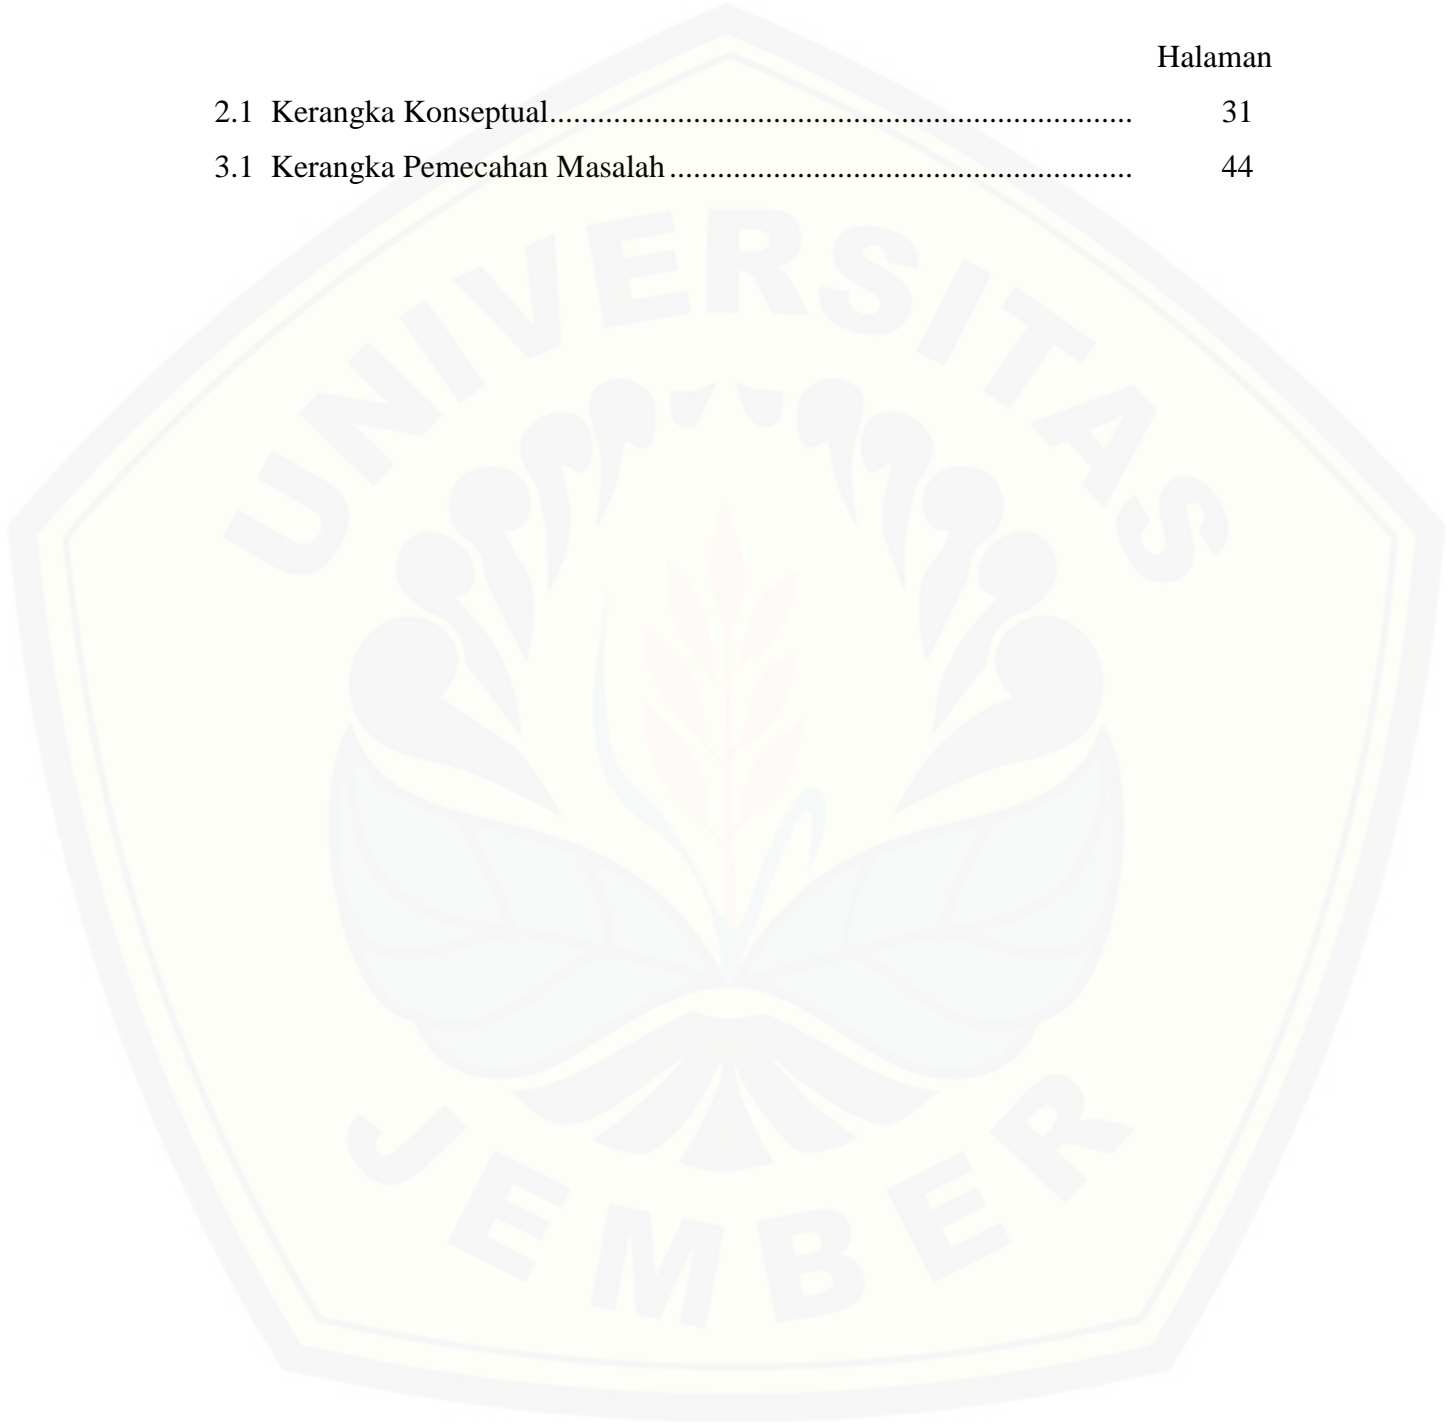 Halaman
2.1 Kerangka Konseptual.......................................................................... 31
3.1 Kerangka Pemecahan Masalah........................................................... 44
UNIVERSITAS
JEMBER